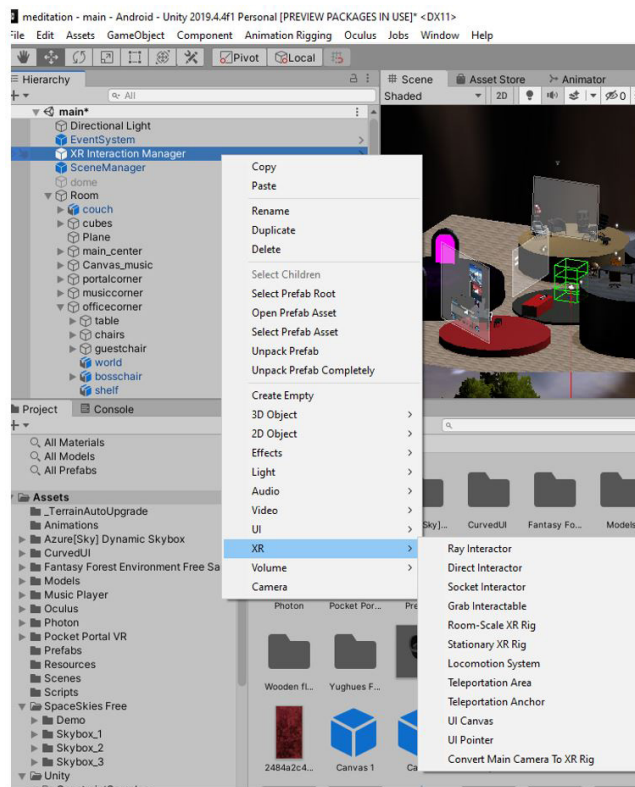 meditation - main - Android - Unity 2019.4.4f1 Personal [PREVIEW PACKAGES IN USE]* <DX11>
File Edit Assets GameObject Component Animation Rigging Oculus Jobs Window Help
Pivot Local
Hierarchy
All
main*
Directional Light
EventSystem
XR Interaction Manager
SceneManager
dome
Room
couch
cubes
Plane
main_center
Canvas_music
portalcorner
musiccorner
officecorner
table
chairs
guestchair
world
bosschair
shelf
Scene Asset Store Animator
Shaded 2D 0
Copy
Paste
Rename
Duplicate
Delete
Select Children
Select Prefab Root
Open Prefab Asset
Select Prefab Asset
Unpack Prefab
Unpack Prefab Completely
Create Empty
3D Object
2D Object
Effects
Light
Audio
Video
UI
XR
Volume
Camera
Ray Interactor
Direct Interactor
Socket Interactor
Grab Interactable
Room-Scale XR Rig
Stationary XR Rig
Locomotion System
Teleportation Area
Teleportation Anchor
UI Canvas
UI Pointer
Convert Main Camera To XR Rig
Project Console
All Materials
All Models
All Prefabs
Assets
_TerrainAutoUpgrade
Animations
Azure[Sky] Dynamic Skybox
CurvedUI
Fantasy Forest Environment Free Sa
Models
Music Player
Oculus
Photon
Pocket Portal VR
Prefabs
Resources
Scenes
Scripts
SpaceSkies Free
Demo
Skybox_1
Skybox_2
Skybox_3
Unity
Sky]... CurvedUI Fantasy Fo... Models
Photon Pocket Por... Pre
Wooden fl... Yughues F...
2484a2c4... Canvas 1 Ca